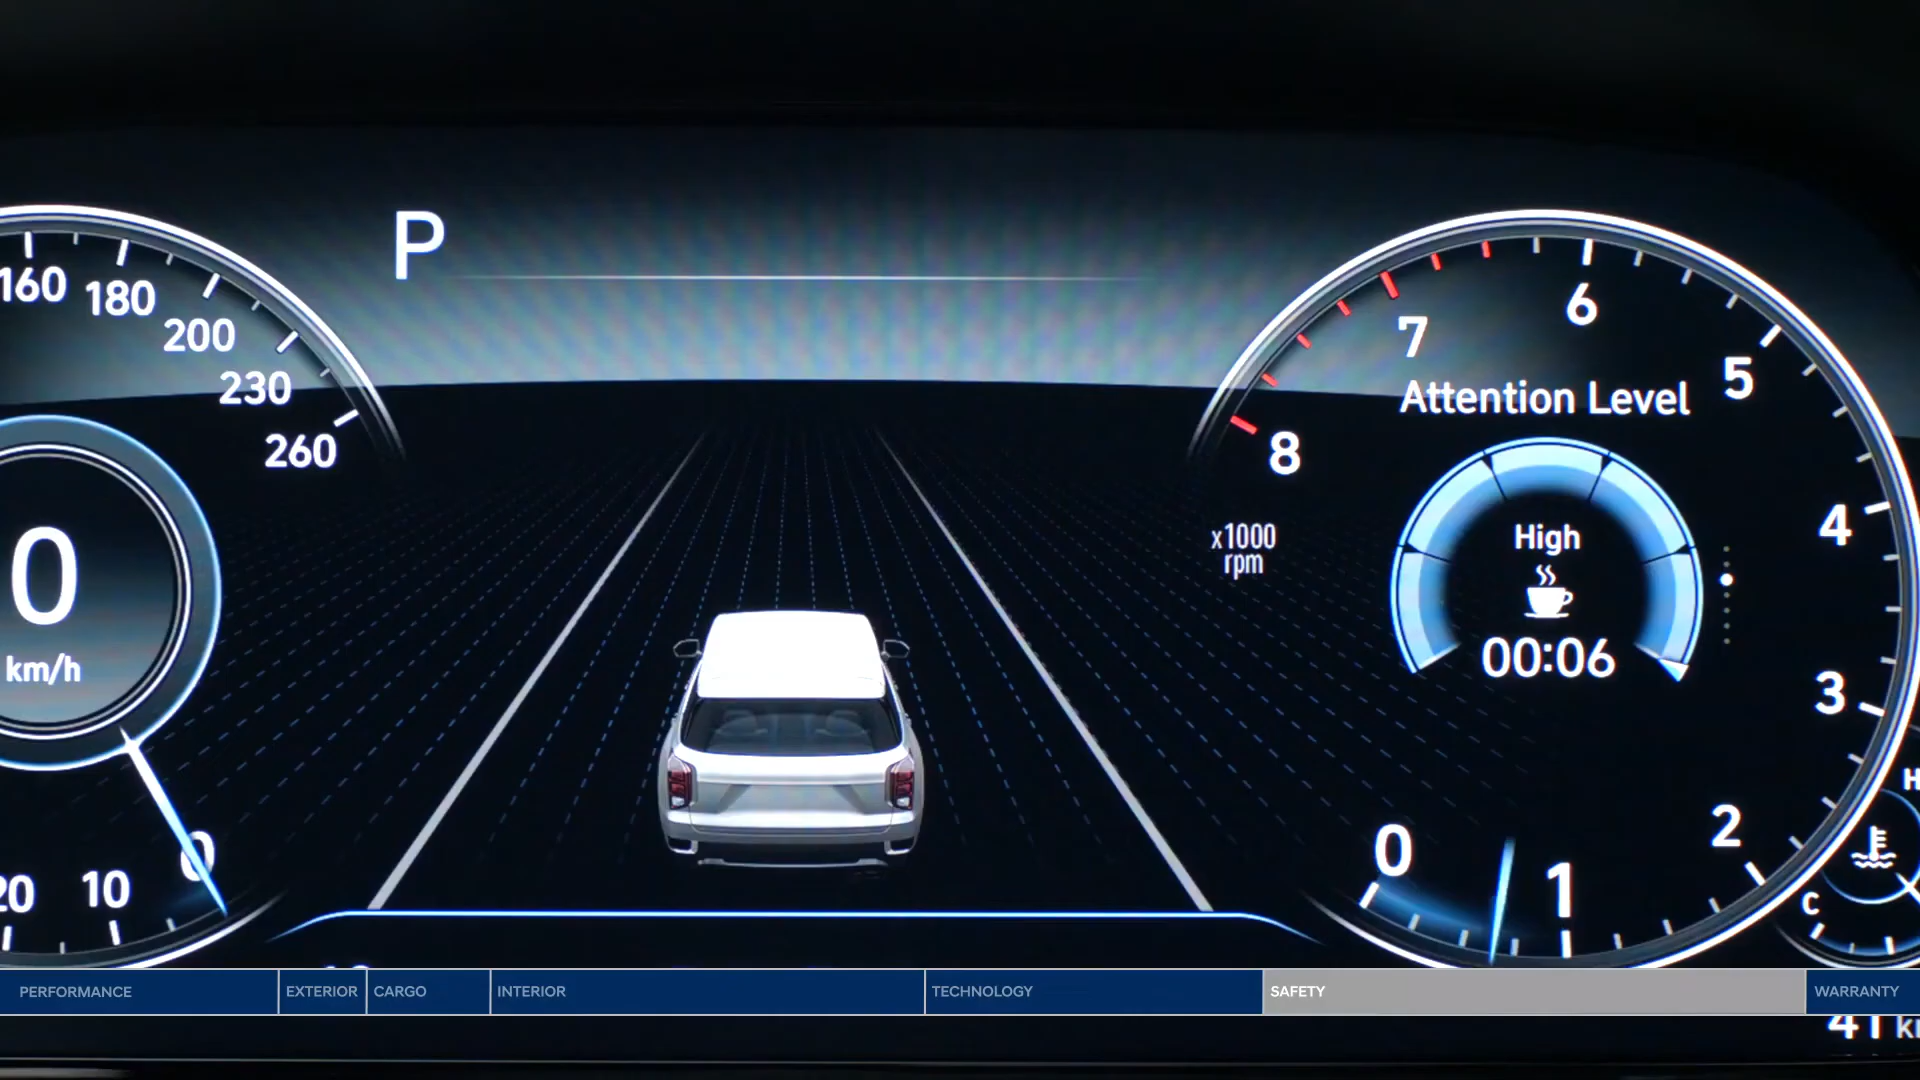 P
160
180
200
230
260
0
km/h
0
10
20
6
7
5
Attention Level
8
4
x1000
rpm
High
00:06
3
2
0
1
H
C
PERFORMANCE
EXTERIOR
CARGO
INTERIOR
TECHNOLOGY
SAFETY
WARRANTY